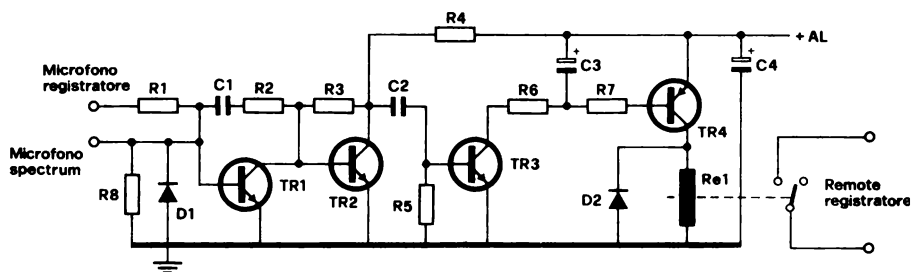 R4
+ AL
+
C3
+
C4
Microfono
registratore
R1
C1
R2
R3
C2
R6
R7
TR4
Microfono
spectrum
TR1
TR2
TR3
R8
D1
R5
D2
Re1
Remote
registratore